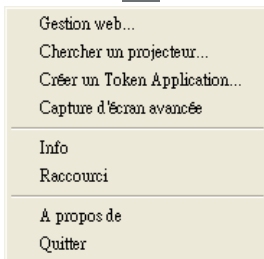 Gestion web...
Chercher un projecteur...
Créer un Token Application...
Capture d'écran avancée
Info
Raccourci
A propos de
Quitter